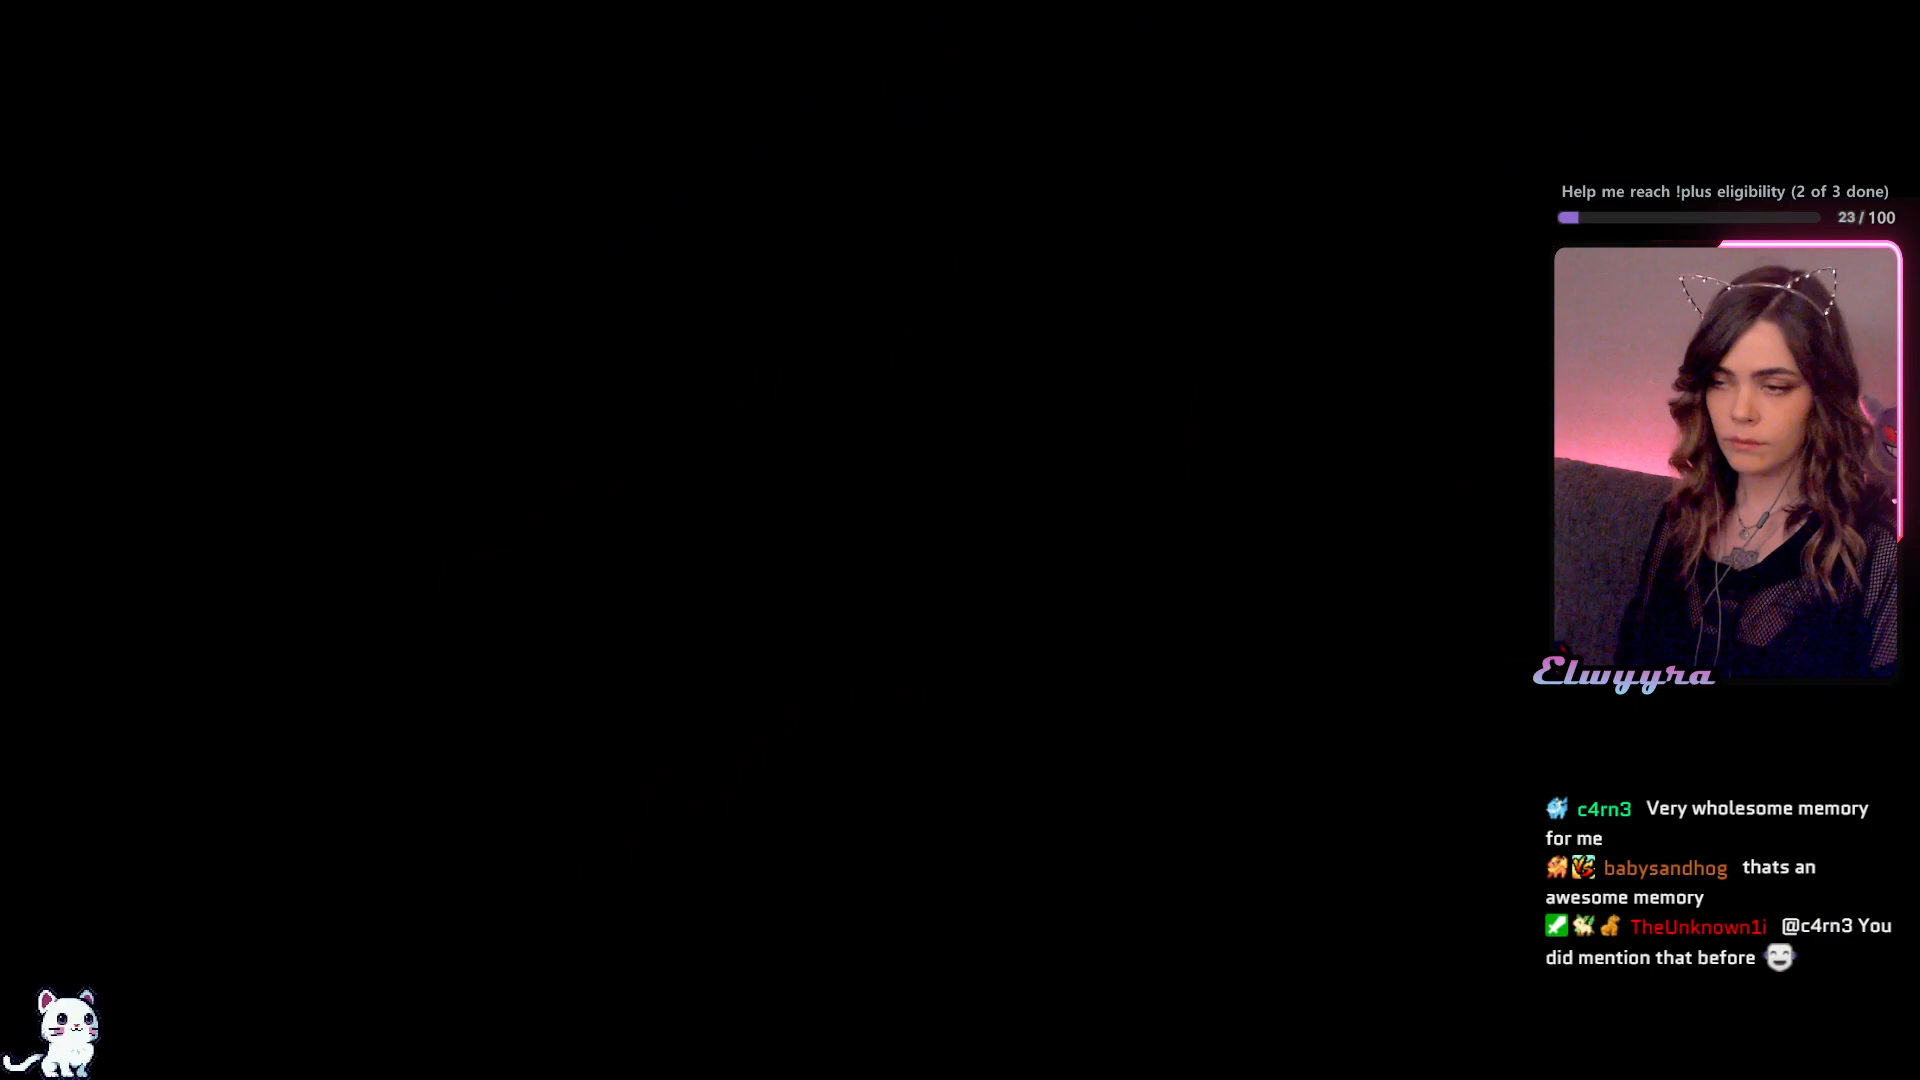 Help me reach !plus eligibility (2 of 3 done)
23 / 100
Elwyyra
c4rn3 Very wholesome memory
for me
babysandhog thats an
awesome memory
TheUnknown1i @c4rn3 You
did mention that before